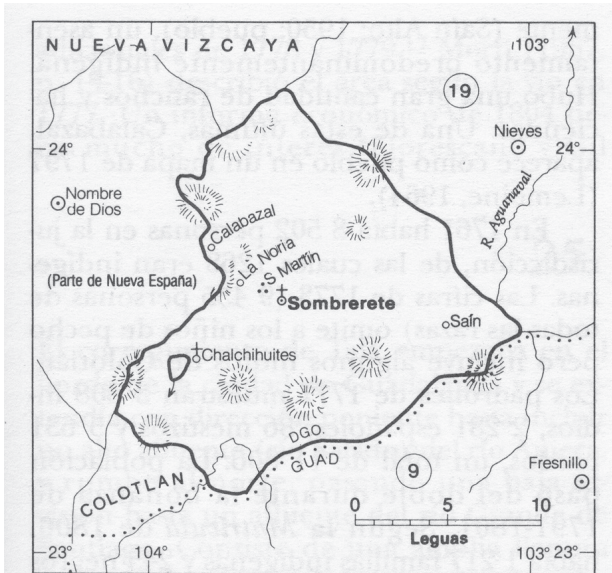 NUEVA VIZCAYA
103°
19
24°
Nieves
24°
Nombre
de Dios
R. Aguanaval
Calabazal
La Noria
S Martín
(Parte de Nueva España)
Sombrerete
Saín
Chalchihuites
DGO.
GUAD
COLOTLAN
9
Fresnillo
0 5 10
Leguas
23° 104° 103° 23°